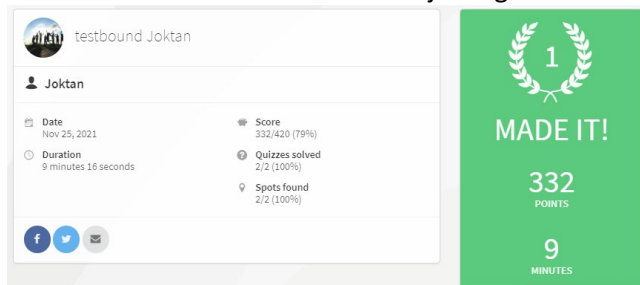 testbound Joktan
Joktan
Date
Nov 25, 2021
Duration
9 minutes 16 seconds
Score
332/420 (79%)
Quizzes solved
2/2 (100%)
Spots found
2/2 (100%)
1
MADE IT!
332
POINTS
9
MINUTES